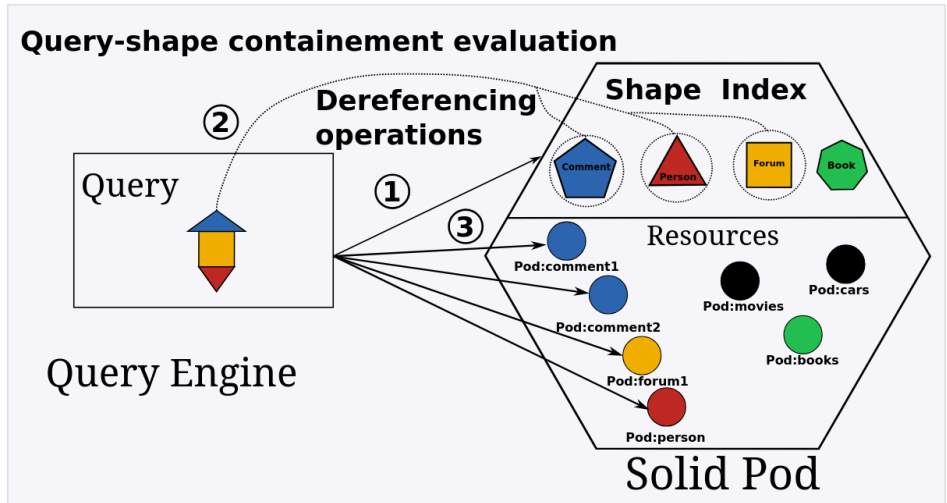 Query-shape containement evaluation
Shape Index
Dereferencing
operations
②
Query
①
③
Comment
Person
Forum
Book
Resources
Pod:comment1
Pod:comment2
Pod:forum1
Pod:person
Pod:movies
Pod:cars
Pod:books
Query Engine
Solid Pod